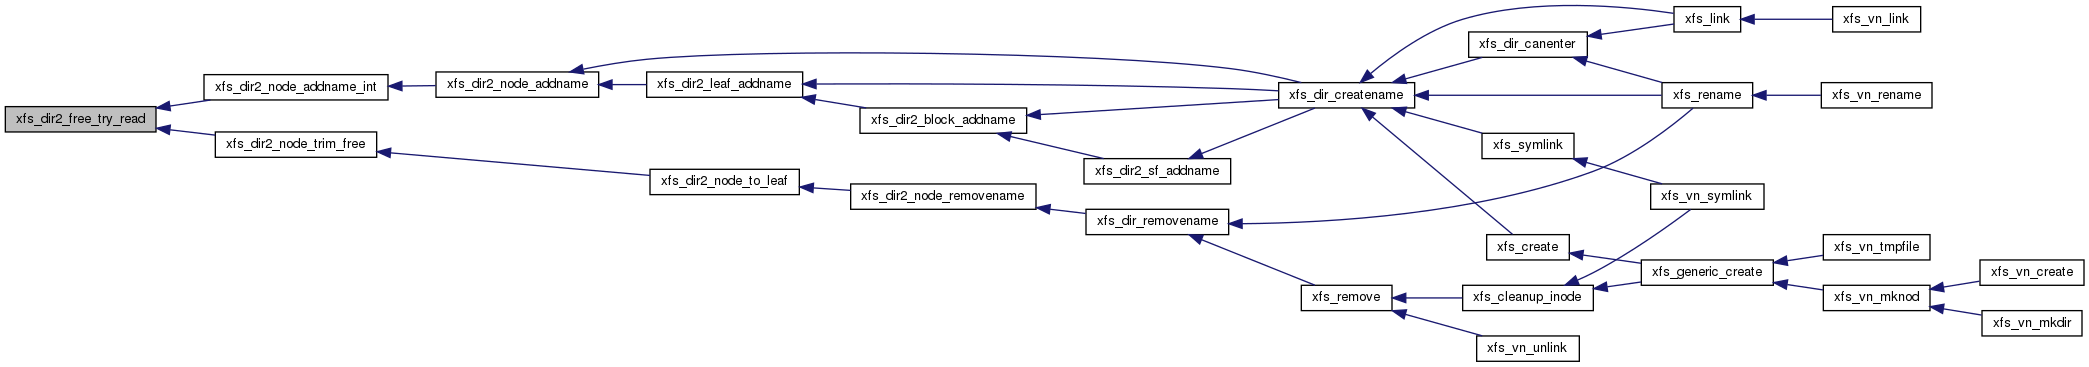 xfs_dir2_free_try_read
xfs_dir2_node_addname_int
xfs_dir2_node_trim_free
xfs_dir2_node_addname
xfs_dir2_leaf_addname
xfs_dir2_node_to_leaf
xfs_dir2_block_addname
xfs_dir2_node_removename
xfs_dir2_sf_addname
xfs_dir_removename
xfs_dir_createname
xfs_remove
xfs_dir_canenter
xfs_symlink
xfs_create
xfs_cleanup_inode
xfs_vn_unlink
xfs_link
xfs_rename
xfs_vn_symlink
xfs_generic_create
xfs_vn_link
xfs_vn_rename
xfs_vn_tmpfile
xfs_vn_mknod
xfs_vn_create
xfs_vn_mkdir